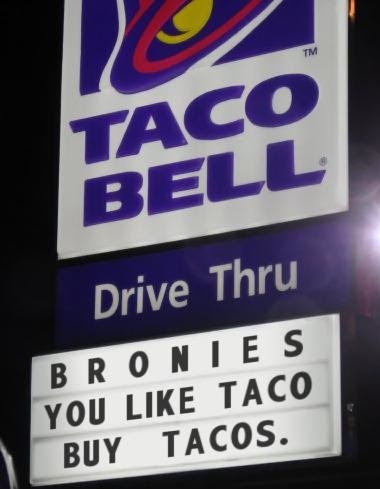 TM
TACO
BELL®
Drive Thru
BRONIES
YOU LIKE TACO
BUY TACOS.